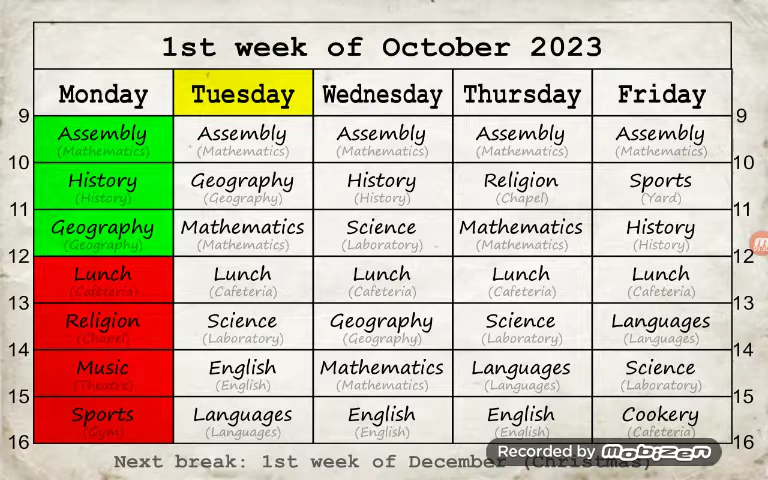 1st week of October 2023
Monday Tuesday Wednesday Thursday Friday
9 9
Assembly Assembly Assembly Assembly Assembly
(Mathematics) (Mathematics) (Mathematics) (Mathematics) (Mathematics)
10 10
History Geography History Religion Sports
(History) (Geography) (History) (Chapel) (Yard)
11 11
Geography Mathematics Science Mathematics History
(Geography) (Mathematics) (Laboratory) (Mathematics) (History)
12 12
Lunch Lunch Lunch Lunch Lunch
(Cafeteria) (Cafeteria) (Cafeteria) (Cafeteria) (Cafeteria)
13 13
Religion Science Geography Science Languages
(Chapel) (Laboratory) (Geography) (Laboratory) (Languages)
14 14
Music English Mathematics Languages Science
(Theatre) (English) (Mathematics) (Languages) (Laboratory)
15 15
Sports Languages English English Cookery
(Gym) (Languages) (English) (English) (Cafeteria)
16 16
Next break: 1st week of December (Christmas)
Recorded by mobizen